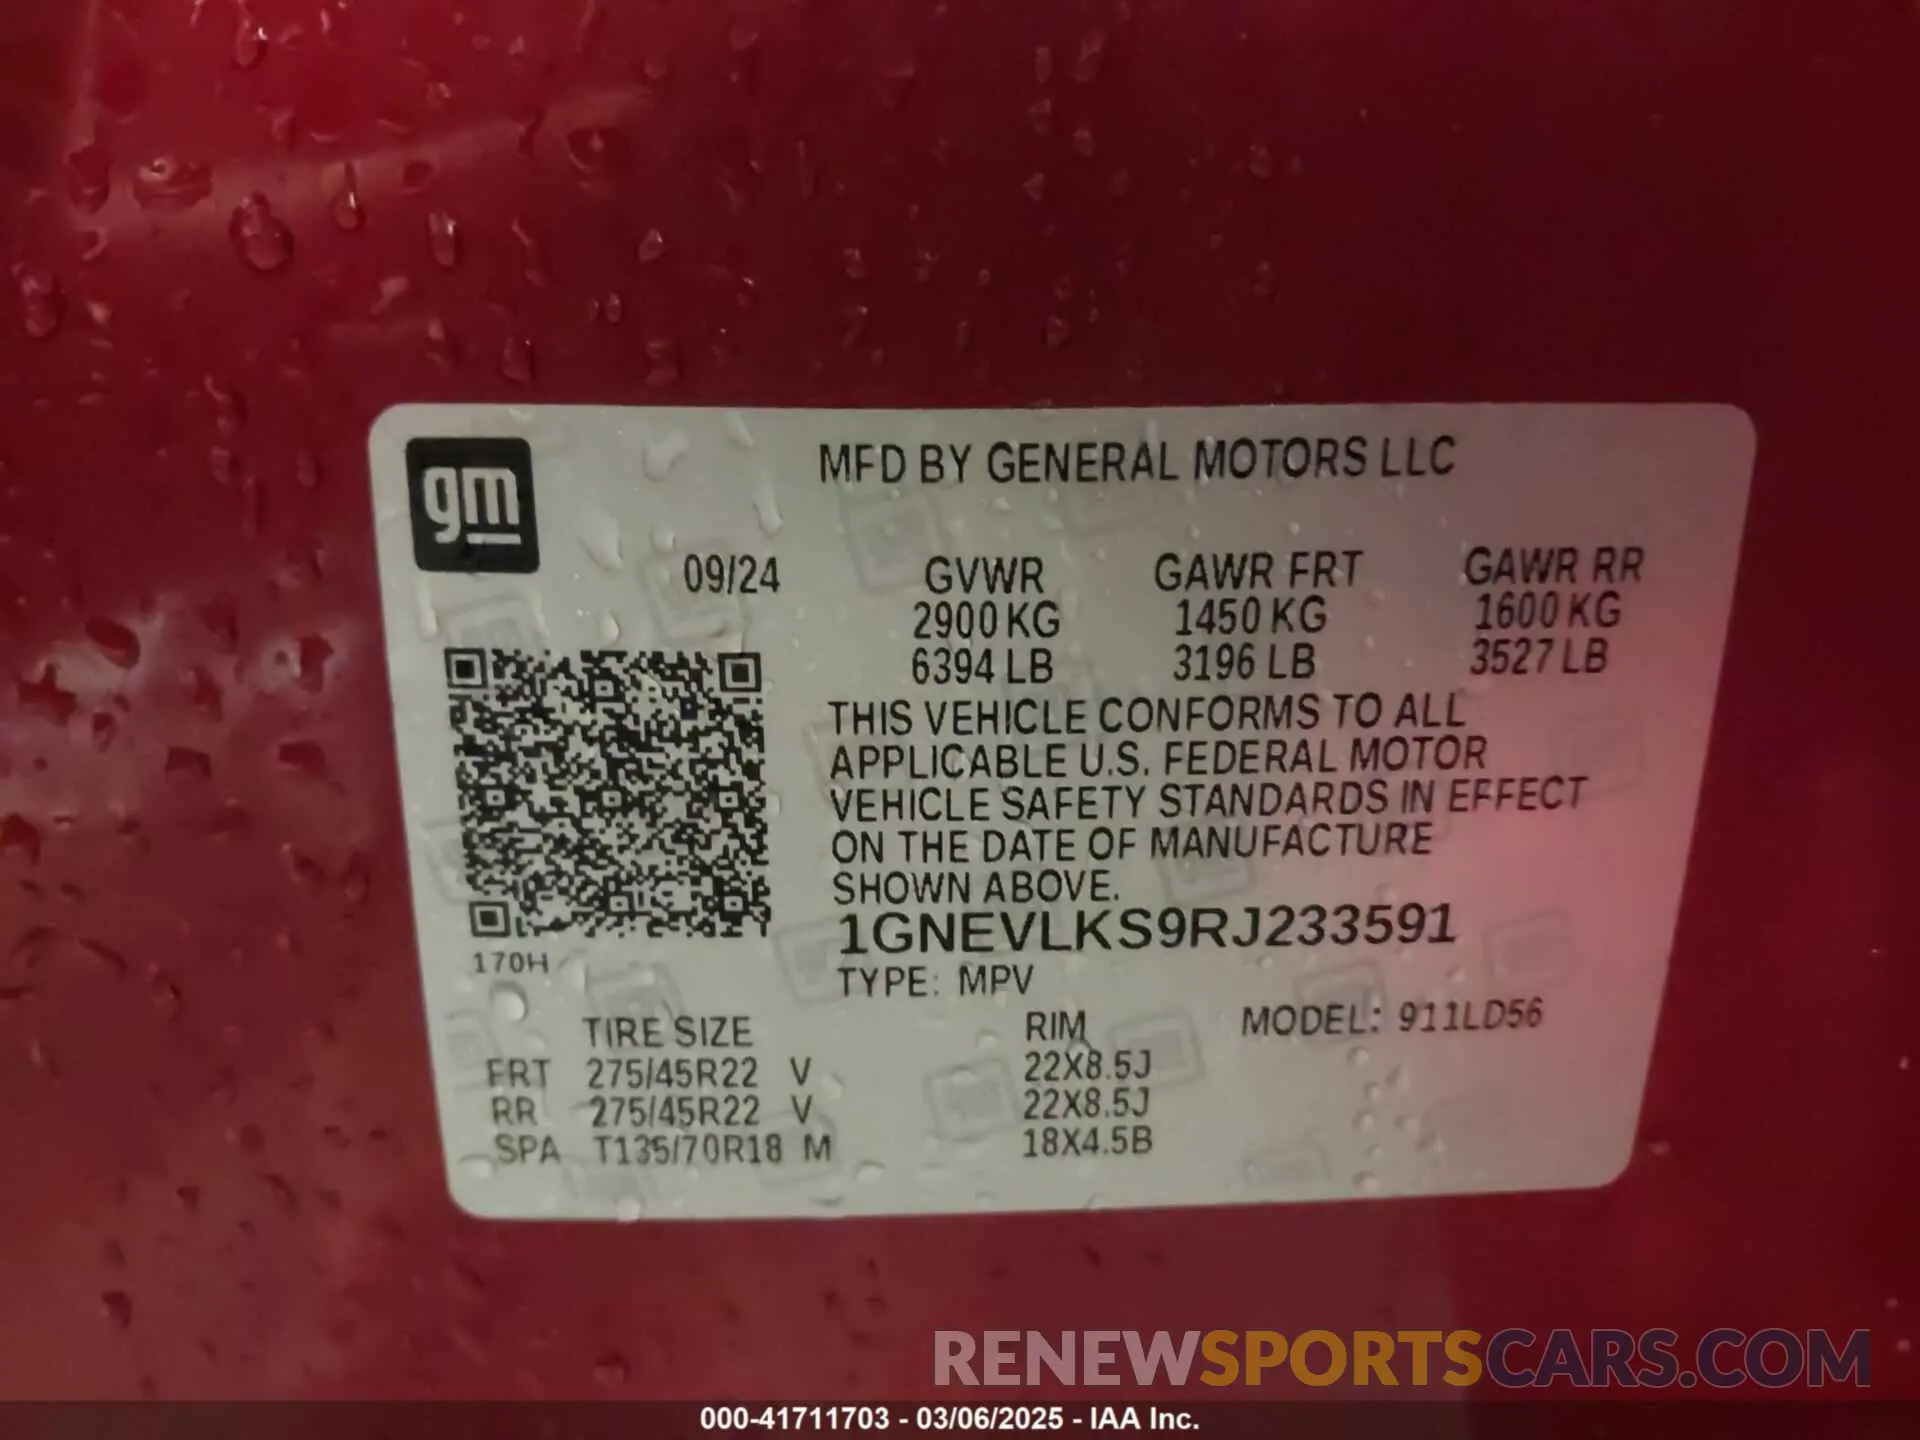 gm
MFD BY GENERAL MOTORS LLC
09/24 GVWR GAWR FRT GAWR RR
2900 KG 1450 KG 1600 KG
6394 LB 3196 LB 3527 LB
THIS VEHICLE CONFORMS TO ALL
APPLICABLE U.S. FEDERAL MOTOR
VEHICLE SAFETY STANDARDS IN EFFECT
ON THE DATE OF MANUFACTURE
SHOWN ABOVE.
1GNEVLKS9RJ233591
170H
TYPE: MPV
TIRE SIZE RIM MODEL: 911LD56
FRT 275/45R22 V 22X8.5J
RR 275/45R22 V 22X8.5J
SPA T135/70R18 M 18X4.5B
RENEWSPORTSCARS.COM
000-41711703 - 03/06/2025 - IAA Inc.